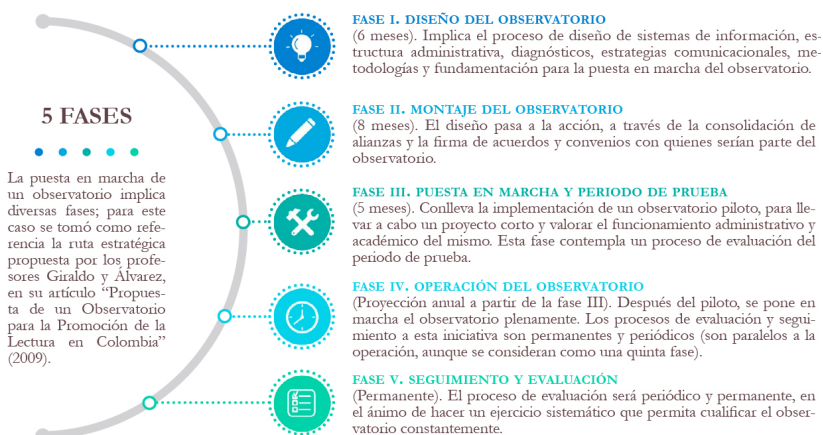 5 FASES
La puesta en marcha de
un observatorio implica
diversas fases; para este
caso se tomó como refe-
rencia la ruta estratégica
propuesta por los profe-
sores Giraldo y Álvarez,
en su artículo “Propues-
ta de un Observatorio
para la Promoción de la
Lectura en Colombia”
(2009).
FASE I. DISEÑO DEL OBSERVATORIO
(6 meses). Implica el proceso de diseño de sistemas de información, es-
tructura administrativa, diagnósticos, estrategias comunicacionales, me-
todologías y fundamentación para la puesta en marcha del observatorio.
FASE II. MONTAJE DEL OBSERVATORIO
(8 meses). El diseño pasa a la acción, a través de la consolidación de
alianzas y la firma de acuerdos y convenios con quienes serían parte del
observatorio.
FASE III. PUESTA EN MARCHA Y PERIODO DE PRUEBA
(5 meses). Conlleva la implementación de un observatorio piloto, para lle-
var a cabo un proyecto corto y valorar el funcionamiento administrativo y
académico del mismo. Esta fase contempla un proceso de evaluación del
periodo de prueba.
FASE IV. OPERACIÓN DEL OBSERVATORIO
(Proyección anual a partir de la fase III). Después del piloto, se pone en
marcha el observatorio plenamente. Los procesos de evaluación y segui-
miento a esta iniciativa son permanentes y periódicos (son paralelos a la
operación, aunque se consideran como una quinta fase).
FASE V. SEGUIMIENTO Y EVALUACIÓN
(Permanente). El proceso de evaluación será periódico y permanente, en
el ánimo de hacer un ejercicio sistemático que permita cualificar el obser-
vatorio constantemente.